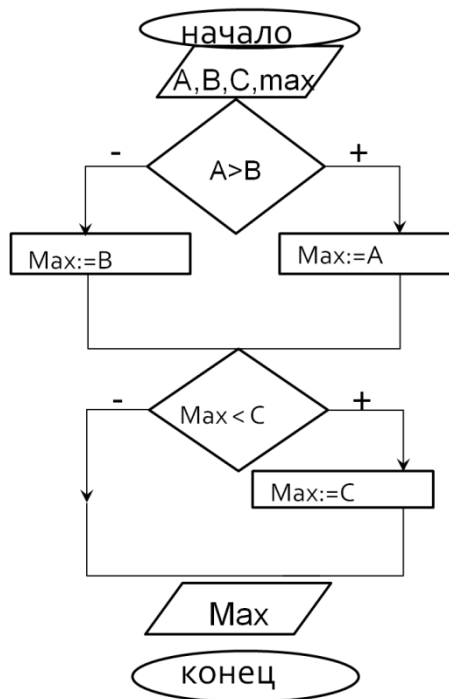 начало
A,B,C,max
- +
A>B
Max:=B Max:=A
- +
Max < C
Max:=C
Max
конец